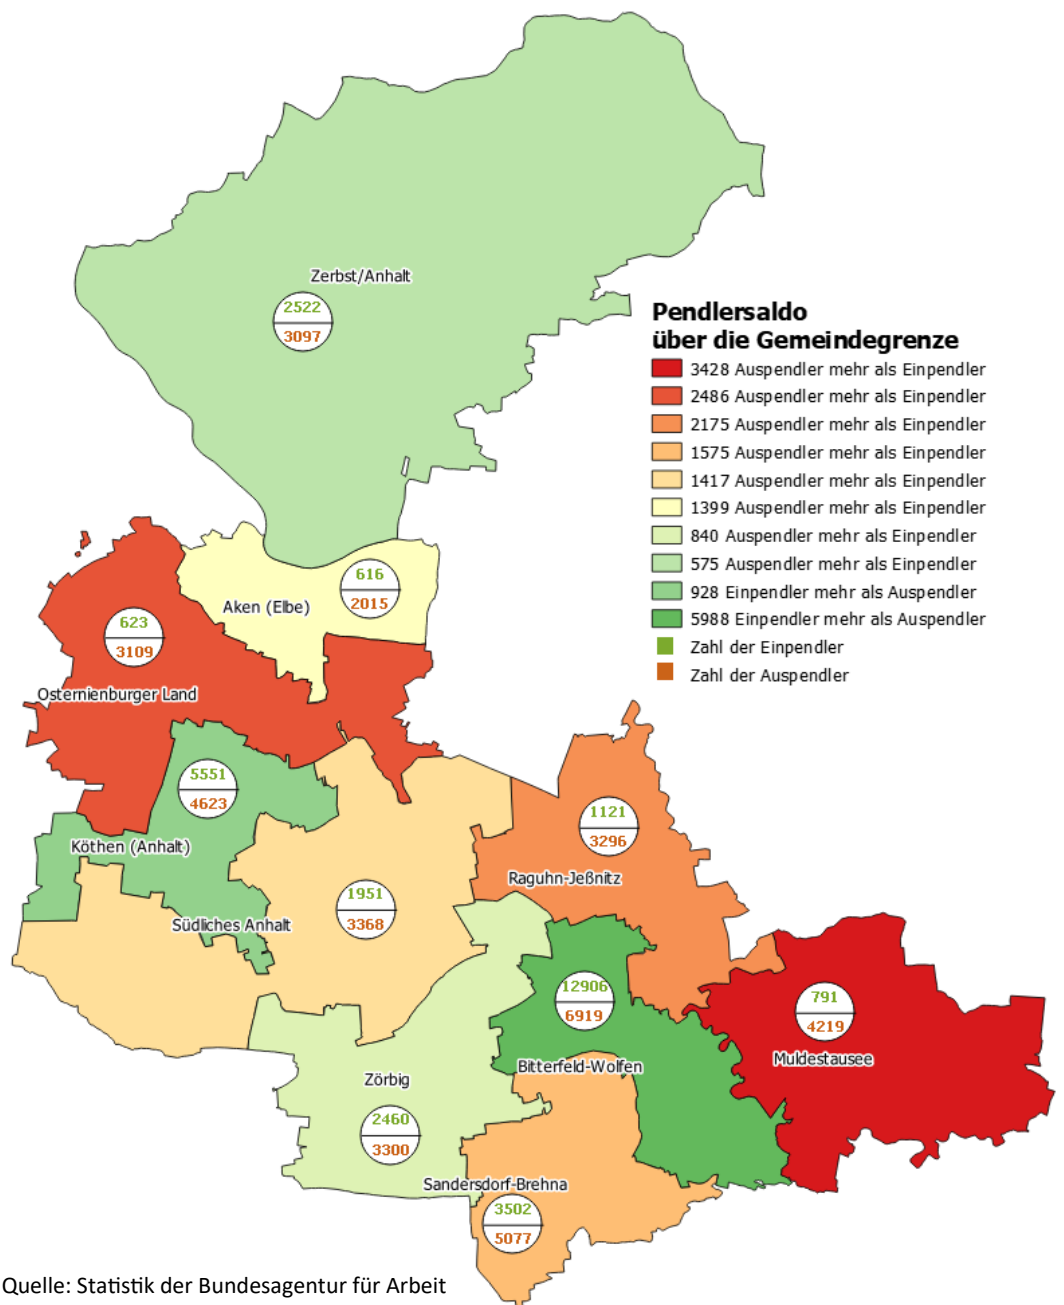 Zerbst/Anhalt
2522
3097
Pendlersaldo
über die Gemeindegrenze
3428 Auspendler mehr als Einpendler
2486 Auspendler mehr als Einpendler
2175 Auspendler mehr als Einpendler
1575 Auspendler mehr als Einpendler
1417 Auspendler mehr als Einpendler
1399 Auspendler mehr als Einpendler
840 Auspendler mehr als Einpendler
575 Auspendler mehr als Einpendler
928 Einpendler mehr als Auspendler
5988 Einpendler mehr als Auspendler
Zahl der Einpendler
Zahl der Auspendler
616
2015
Aken (Elbe)
623
3109
Osternienburger Land
5551
4623
Köthen (Anhalt)
1121
3296
Raguhn-Jeßnitz
1951
3368
Südliches Anhalt
12906
6919
Bitterfeld-Wolfen
791
4219
Muldestausee
Zörbig
2460
3300
Sandersdorf-Brehna
3502
5077
Quelle: Statistik der Bundesagentur für Arbeit